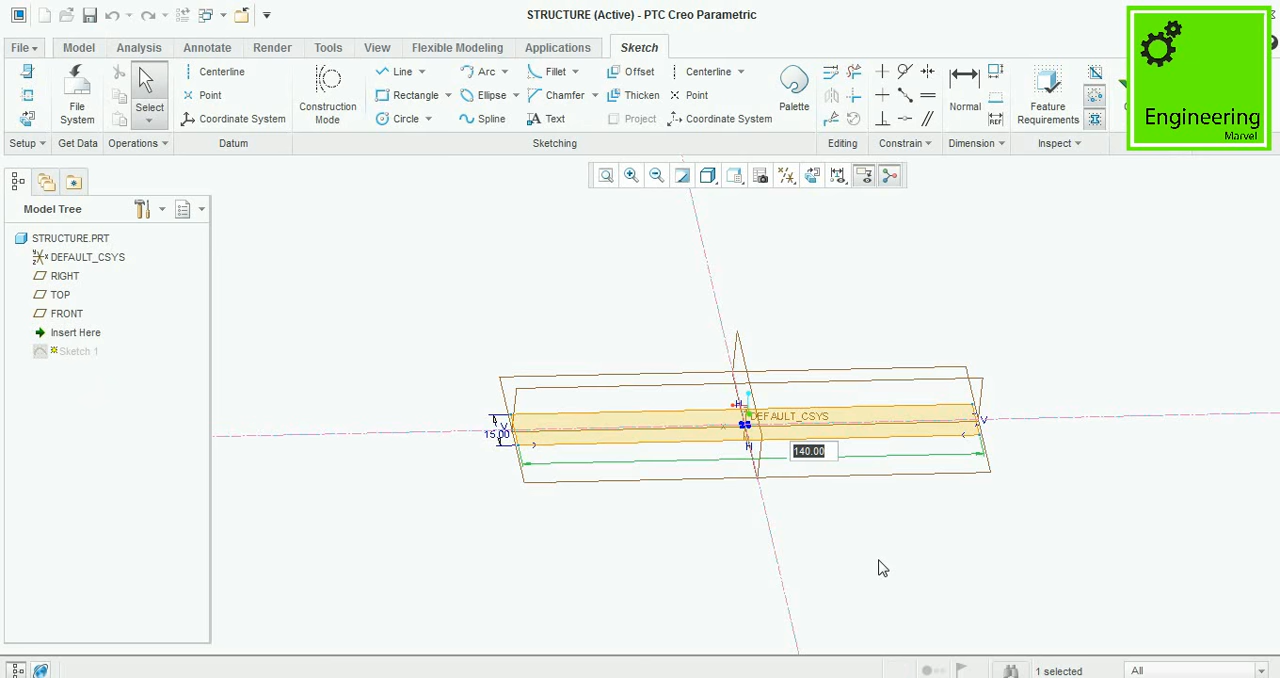 STRUCTURE (Active) - PTC Creo Parametric
File Model Analysis Annotate Render Tools View Flexible Modeling Applications Sketch
Centerline
Point
Coordinate System
File
System
Select
Construction
Mode
Line Arc Fillet Offset Centerline
Rectangle Ellipse Chamfer Thicken Point
Circle Spline Text Project Coordinate System
Palette
Normal
Feature
Requirements
Setup Get Data Operations Datum Sketching Editing Constrain Dimension Inspect
Engineering
Marvel
Model Tree
STRUCTURE.PRT
DEFAULT_CSYS
RIGHT
TOP
FRONT
Insert Here
Sketch 1
H
DEFAULT_CSYS
V
V
15.00
H
140.00
1 selected
All